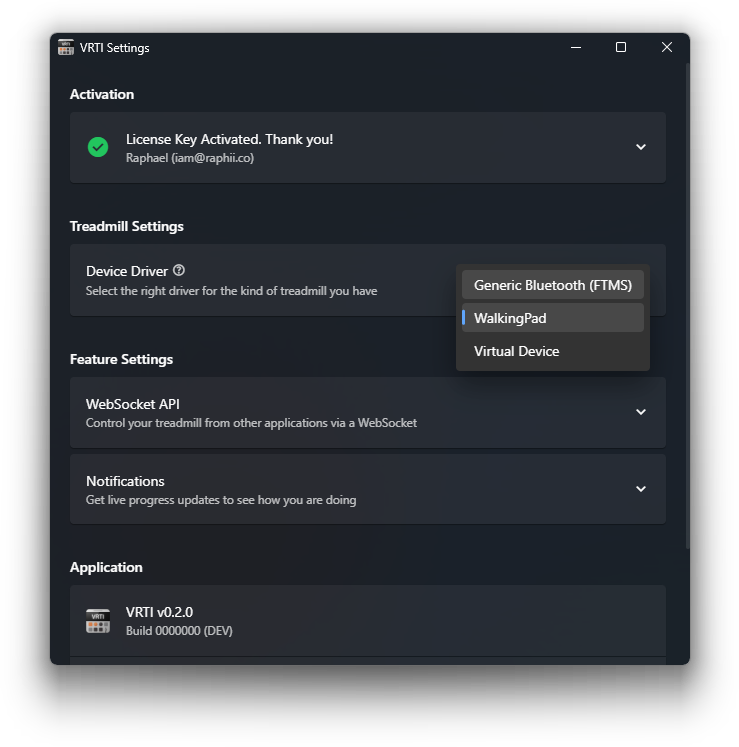 VRTI Settings
Activation
License Key Activated. Thank you!
Raphael (iam@raphii.co)
Treadmill Settings
Device Driver
Select the right driver for the kind of treadmill you have
Generic Bluetooth (FTMS)
WalkingPad
Virtual Device
Feature Settings
WebSocket API
Control your treadmill from other applications via a WebSocket
Notifications
Get live progress updates to see how you are doing
Application
VRTI
VRTI v0.2.0
Build 0000000 (DEV)